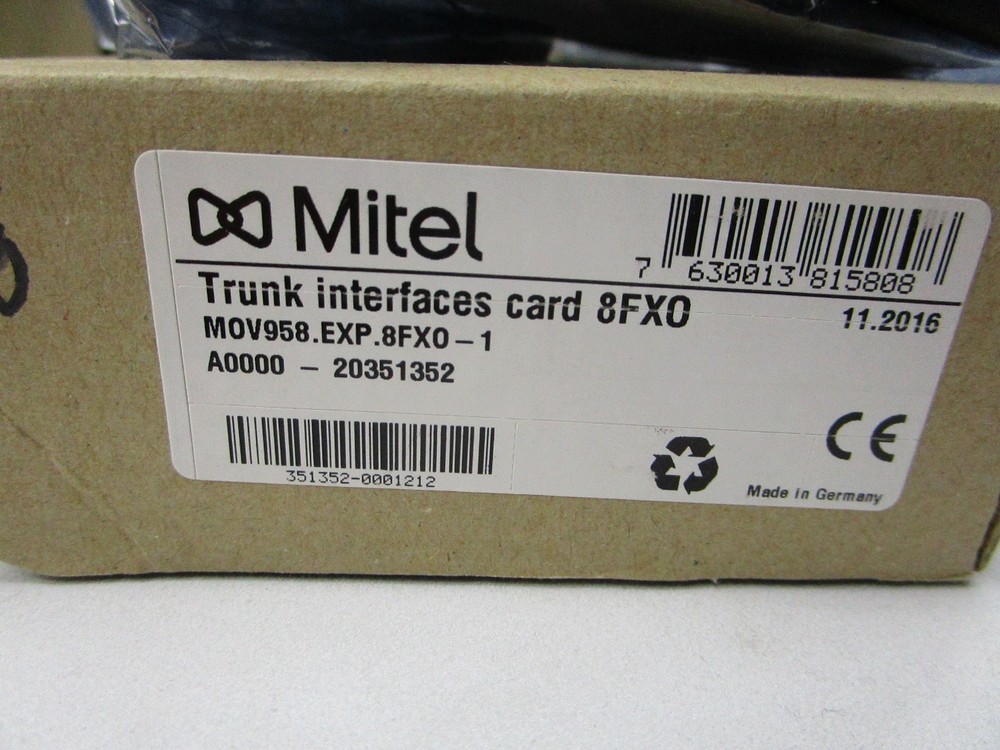 Mitel
7 630013 815808
Trunk interfaces card 8FXO
11.2016
MOV958.EXP.8FXO-1
A0000 - 20351352
351352-0001212
CE
Made in Germany